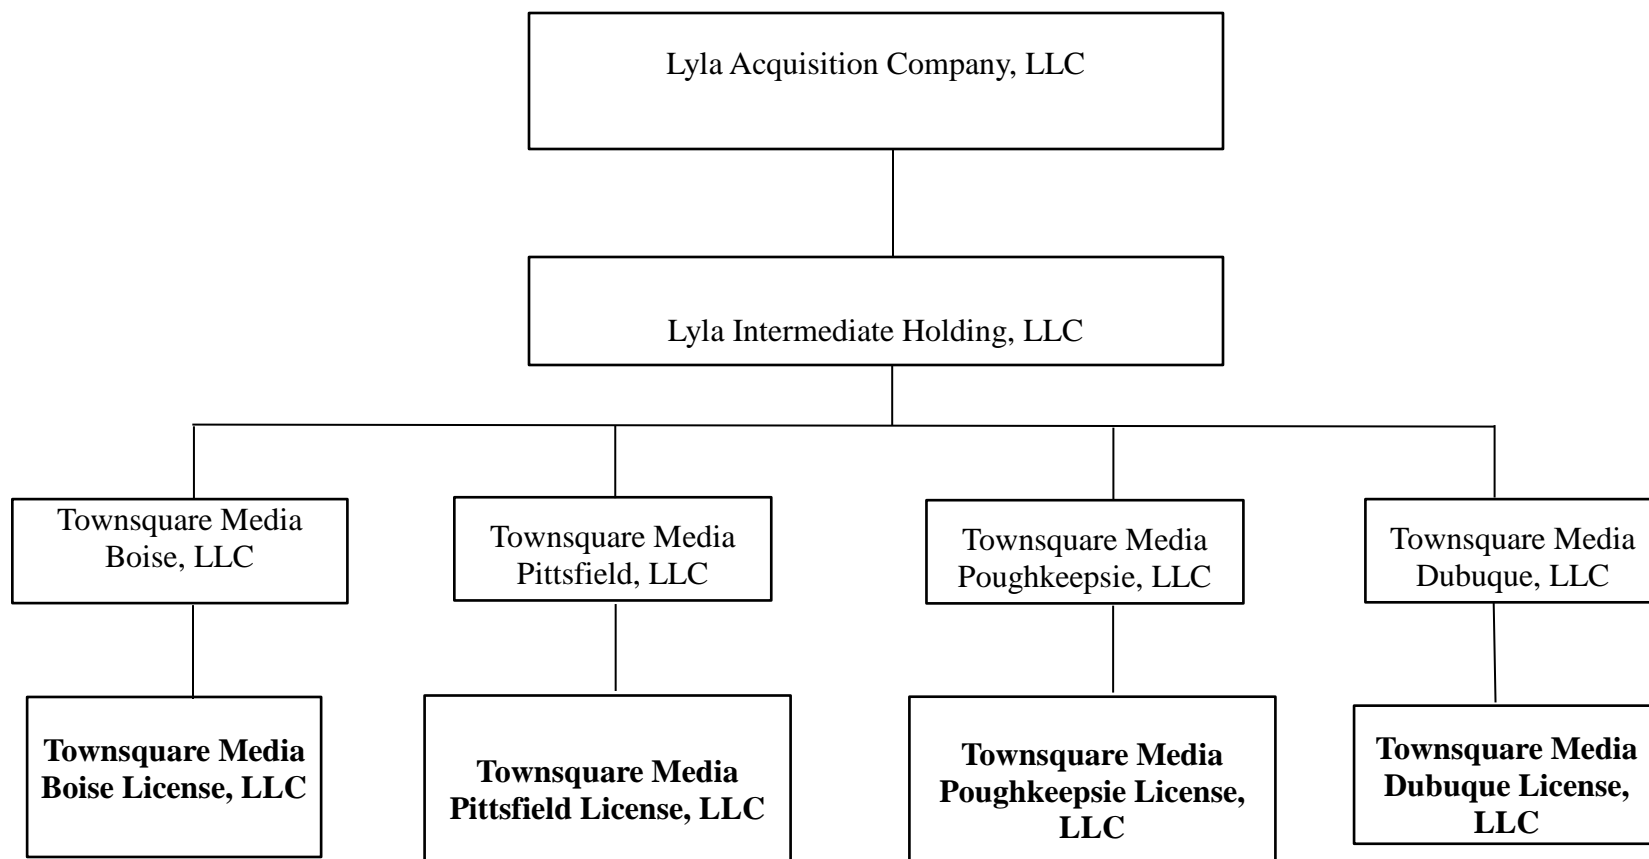 Lyla Acquisition Company, LLC
Lyla Intermediate Holding, LLC
Townsquare Media
Boise, LLC
Townsquare Media
Pittsfield, LLC
Townsquare Media
Poughkeepsie, LLC
Townsquare Media
Dubuque, LLC
Townsquare Media
Boise License, LLC
Townsquare Media
Pittsfield License, LLC
Townsquare Media
Poughkeepsie License,
LLC
Townsquare Media
Dubuque License,
LLC